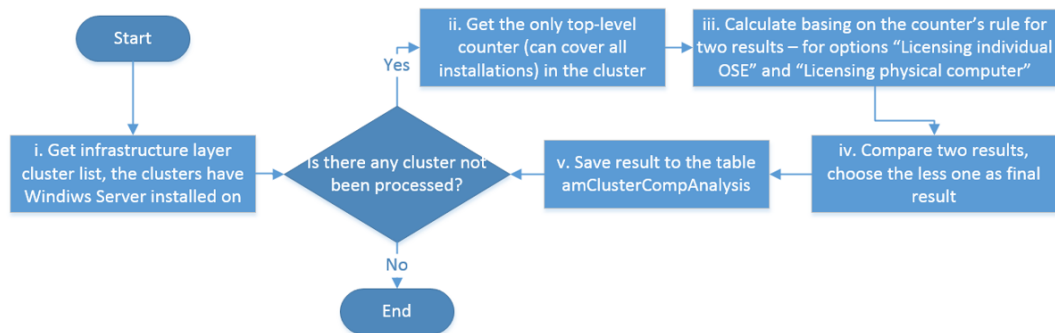 Start
i. Get infrastructure layer
cluster list, the clusters have
Windiws Server installed on
Is there any cluster not
been processed?
Yes
ii. Get the only top-level
counter (can cover all
installations) in the cluster
iii. Calculate basing on the counter’s rule for
two results – for options “Licensing individual
OSE” and “Licensing physical computer”
iv. Compare two results,
choose the less one as final
result
v. Save result to the table
amClusterCompAnalysis
No
End